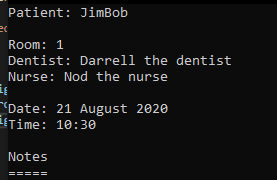 Patient: JimBob
Room: 1
Dentist: Darrell the dentist
Nurse: Nod the nurse
Date: 21 August 2020
Time: 10:30
Notes
=====